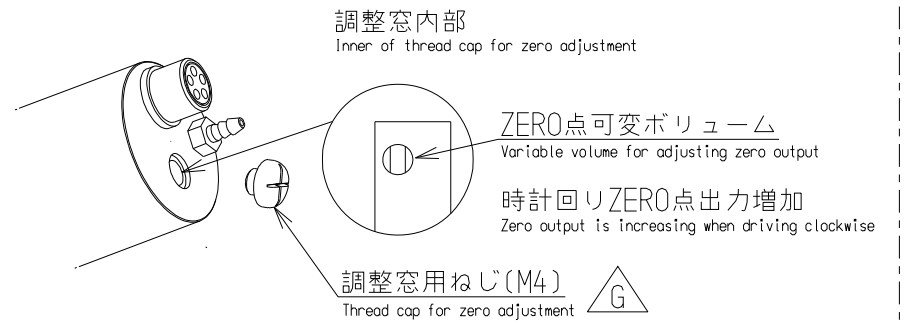 調整窓内部
Inner of thread cap for zero adjustment
ZERO点可変ボリューム
Variable volume for adjusting zero output
時計回りZERO点出力増加
Zero output is increasing when driving clockwise
調整窓用ねじ(M4)
G
Thread cap for zero adjustment